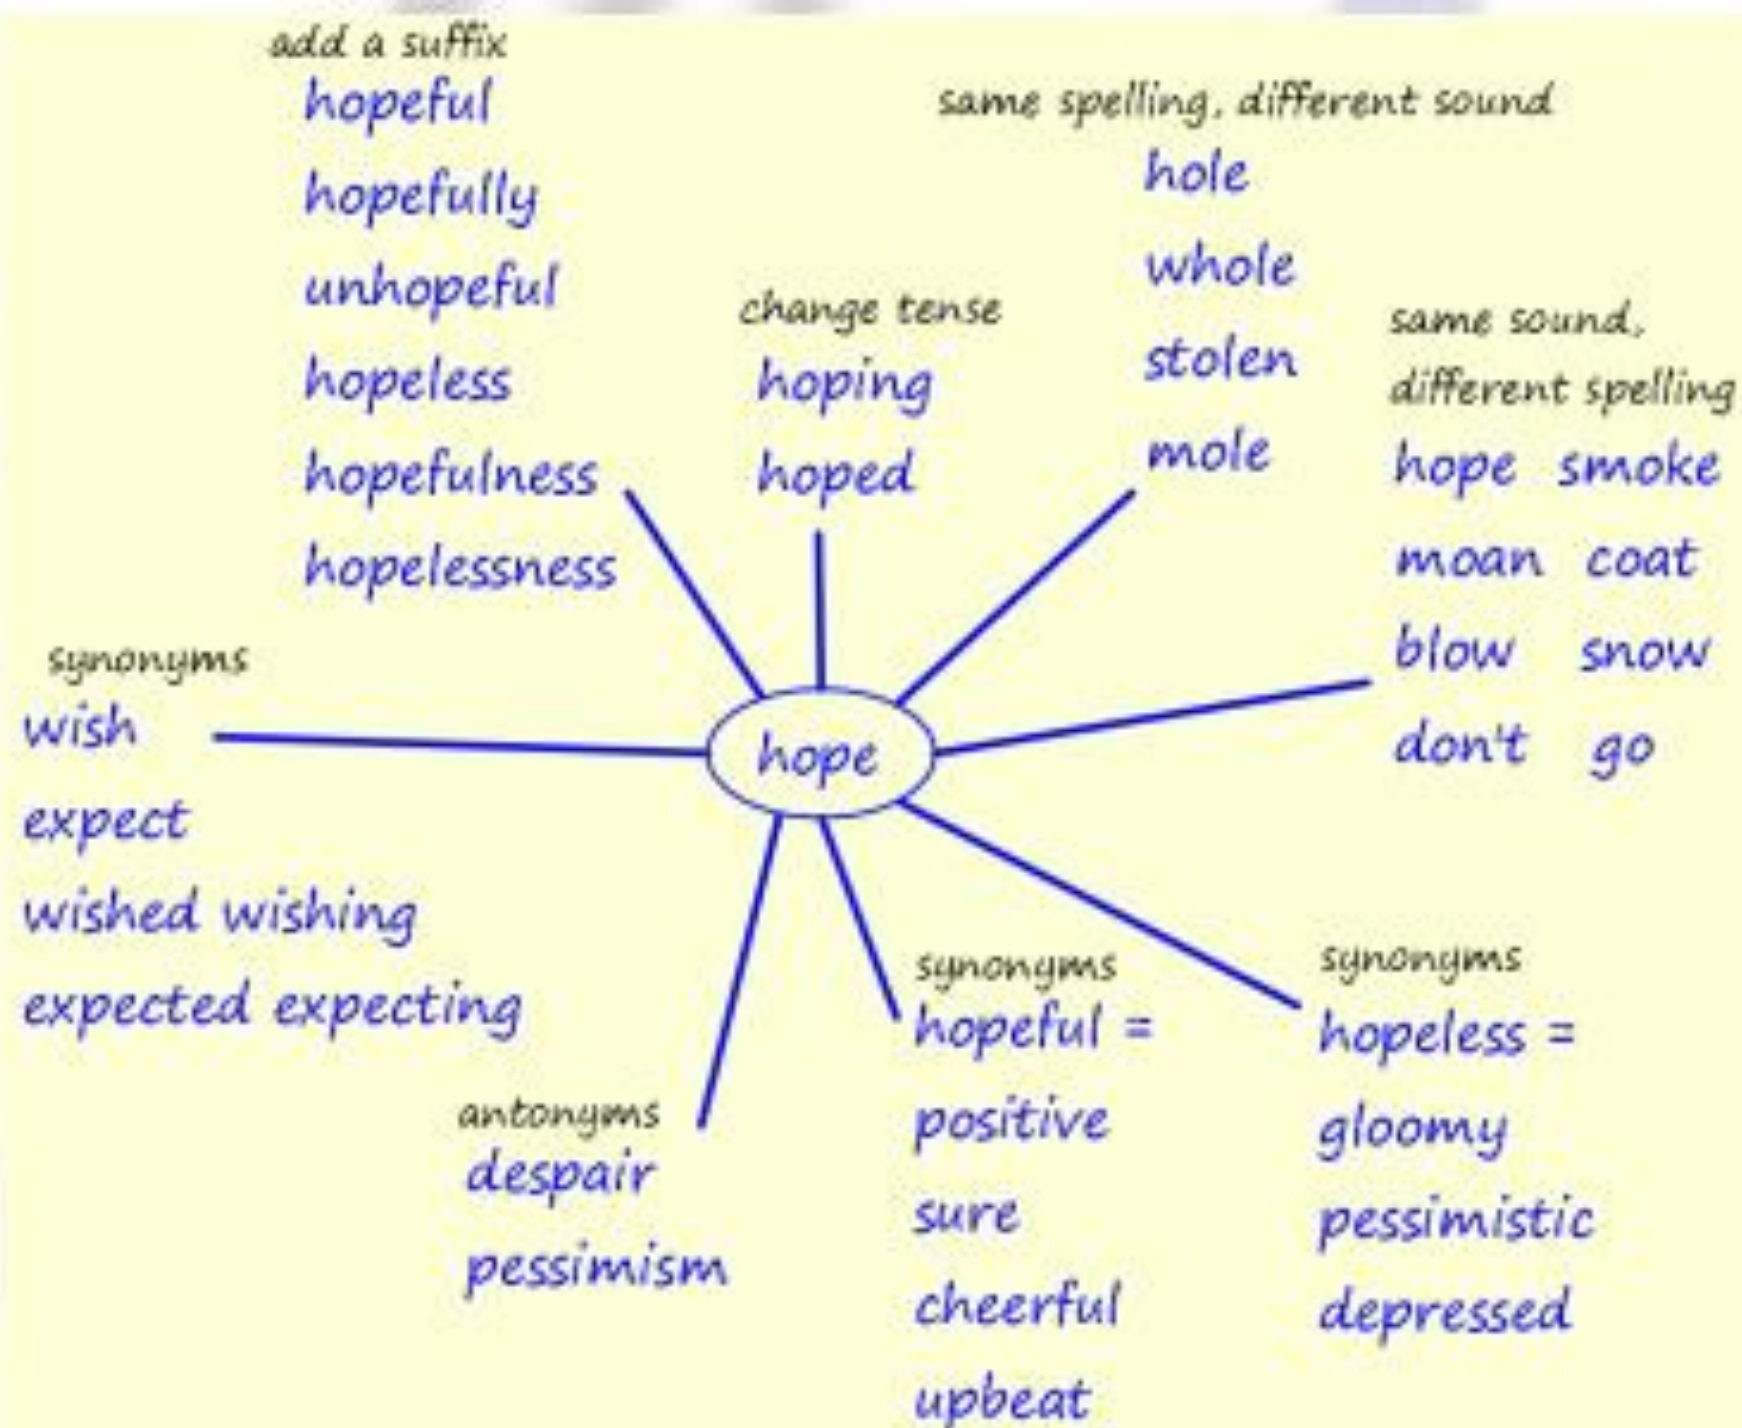 add a suffix
hopeful
hopefully
unhopeful
hopeless
hopefulness
hopelessness
change tense
hoping
hoped
same spelling, different sound
hole
whole
stolen
mole
same sound,
different spelling
hope smoke
moan coat
blow snow
don't go
synonyms
wish
expect
wished wishing
expected expecting
hope
antonyms
despair
pessimism
synonyms
hopeful =
positive
sure
cheerful
upbeat
synonyms
hopeless =
gloomy
pessimistic
depressed